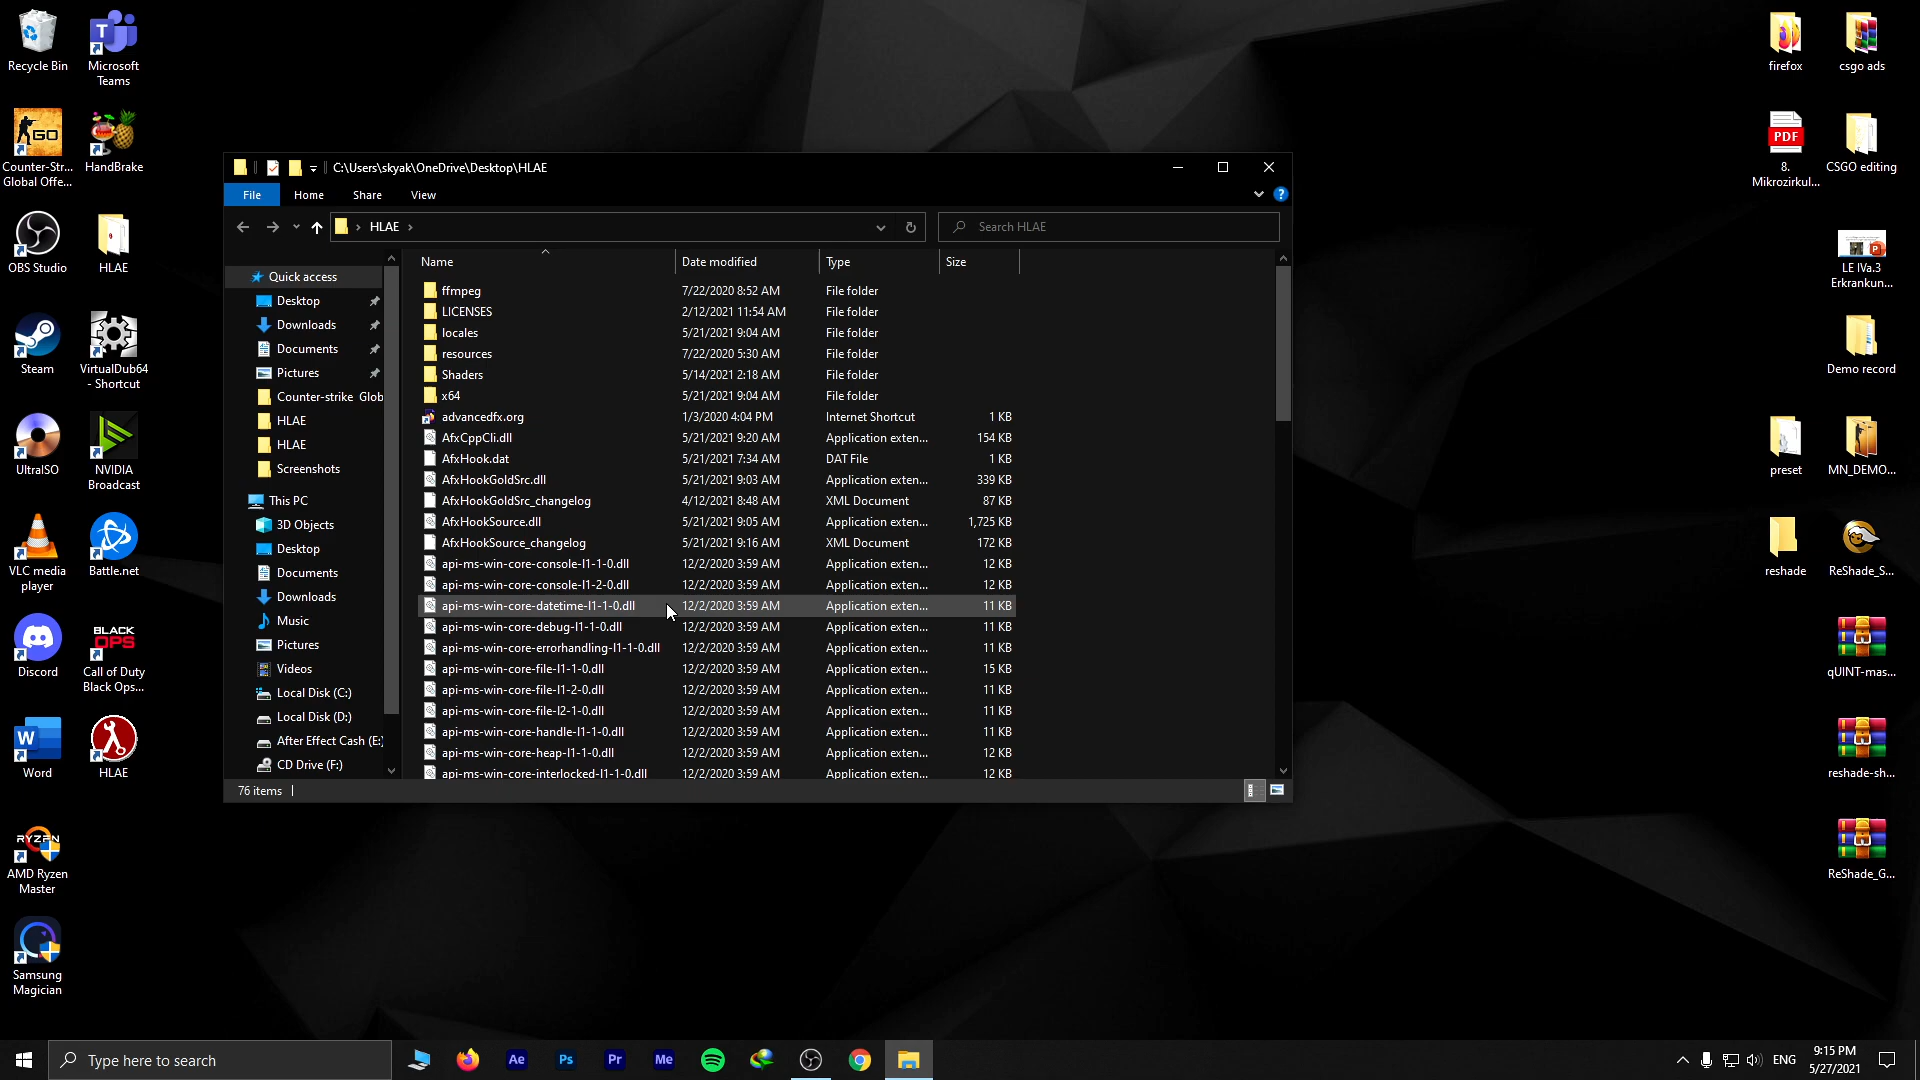 Recycle Bin
Microsoft
Teams
GO
Counter-Str...
Global Offe...
HandBrake
OBS Studio
HLAE
Steam
VirtualDub64
- Shortcut
UltraISO
NVIDIA
Broadcast
VLC media
player
Battle.net
Discord
BLACK
OPS
Call of Duty
Black Ops...
Word
HLAE
RYZEN
AMD Ryzen
Master
Samsung
Magician
C:\Users\skyak\OneDrive\Desktop\HLAE
File
Home
Share
View
HLAE
Search HLAE
Quick access
Desktop
Downloads
Documents
Pictures
Counter-strike Glob
HLAE
HLAE
Screenshots
This PC
3D Objects
Desktop
Documents
Downloads
Music
Pictures
Videos
Local Disk (C:)
Local Disk (D:)
After Effect Cash (E:)
CD Drive (F:)
Name Date modified Type Size
ffmpeg 7/22/2020 8:52 AM File folder
LICENSES 2/12/2021 11:54 AM File folder
locales 5/21/2021 9:04 AM File folder
resources 7/22/2020 5:30 AM File folder
Shaders 5/14/2021 2:18 AM File folder
x64 5/21/2021 9:04 AM File folder
advancedfx.org 1/3/2020 4:04 PM Internet Shortcut 1 KB
AfxCppCli.dll 5/21/2021 9:20 AM Application exten... 154 KB
AfxHook.dat 5/21/2021 7:34 AM DAT File 1 KB
AfxHookGoldSrc.dll 5/21/2021 9:03 AM Application exten... 339 KB
AfxHookGoldSrc_changelog 4/12/2021 8:48 AM XML Document 87 KB
AfxHookSource.dll 5/21/2021 9:05 AM Application exten... 1,725 KB
AfxHookSource_changelog 5/21/2021 9:16 AM XML Document 172 KB
api-ms-win-core-console-l1-1-0.dll 12/2/2020 3:59 AM Application exten... 12 KB
api-ms-win-core-console-l1-2-0.dll 12/2/2020 3:59 AM Application exten... 12 KB
api-ms-win-core-datetime-l1-1-0.dll 12/2/2020 3:59 AM Application exten... 11 KB
api-ms-win-core-debug-l1-1-0.dll 12/2/2020 3:59 AM Application exten... 11 KB
api-ms-win-core-errorhandling-l1-1-0.dll 12/2/2020 3:59 AM Application exten... 11 KB
api-ms-win-core-file-l1-1-0.dll 12/2/2020 3:59 AM Application exten... 15 KB
api-ms-win-core-file-l1-2-0.dll 12/2/2020 3:59 AM Application exten... 11 KB
api-ms-win-core-file-l2-1-0.dll 12/2/2020 3:59 AM Application exten... 11 KB
api-ms-win-core-handle-l1-1-0.dll 12/2/2020 3:59 AM Application exten... 11 KB
api-ms-win-core-heap-l1-1-0.dll 12/2/2020 3:59 AM Application exten... 12 KB
api-ms-win-core-interlocked-l1-1-0.dll 12/2/2020 3:59 AM Application exten... 12 KB
76 items
firefox
csgo ads
PDF
8.
Mikrozirkul...
CSGO editing
LE IVa.3
Erkrankun...
Demo record
preset
MN_DEMO...
reshade
ReShade_S...
qUINT-mas...
reshade-sh...
ReShade_G...
Type here to search
Ae
Ps
Pr
Me
ENG
9:15 PM
5/27/2021